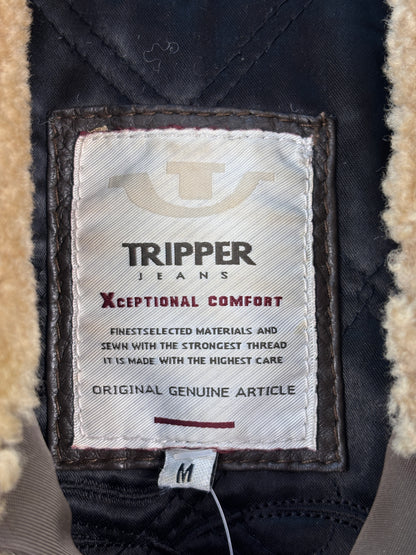 TRIPPER
JEANS
XCEPTIONAL COMFORT
FINESTSELECTED MATERIALS AND
SEWN WITH THE STRONGEST THREAD
IT IS MADE WITH THE HIGHEST CARE
ORIGINAL GENUINE ARTICLE
M